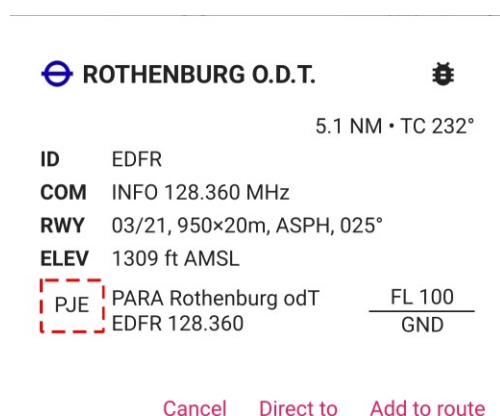 ROTHENBURG O.D.T.
5.1 NM • TC 232°
ID EDFR
COM INFO 128.360 MHz
RWY 03/21, 950×20m, ASPH, 025°
ELEV 1309 ft AMSL
PJE PARA Rothenburg odT FL 100
EDFR 128.360 GND
Cancel Direct to Add to route